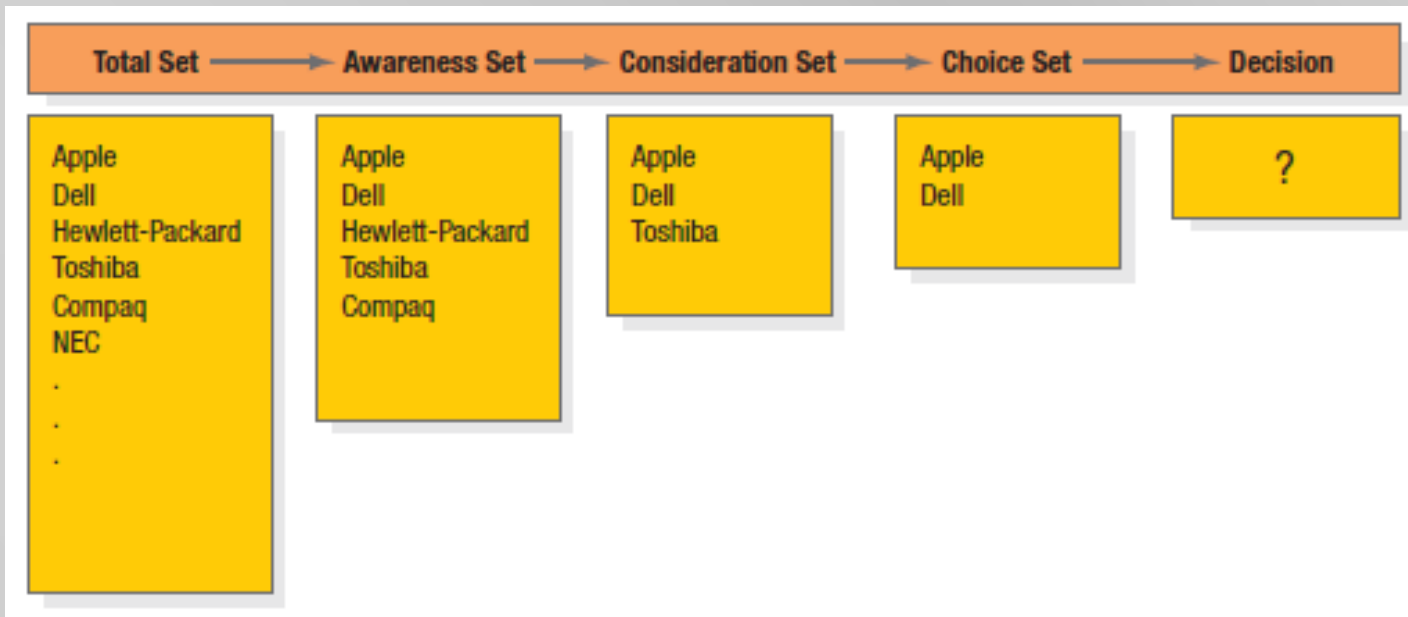 Total Set Awareness Set Consideration Set Choice Set Decision
Apple
Dell
Hewlett-Packard
Toshiba
Compaq
NEC
.
.
.
Apple
Dell
Hewlett-Packard
Toshiba
Compaq
Apple
Dell
Toshiba
Apple
Dell
?